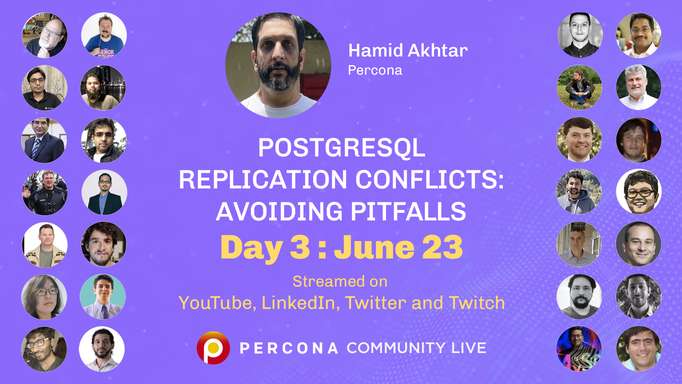 Hamid Akhtar
Percona
POSTGRESQL
REPLICATION CONFLICTS:
AVOIDING PITFALLS
Day 3 : June 23
Streamed on
YouTube, LinkedIn, Twitter and Twitch
PERCONA COMMUNITY LIVE